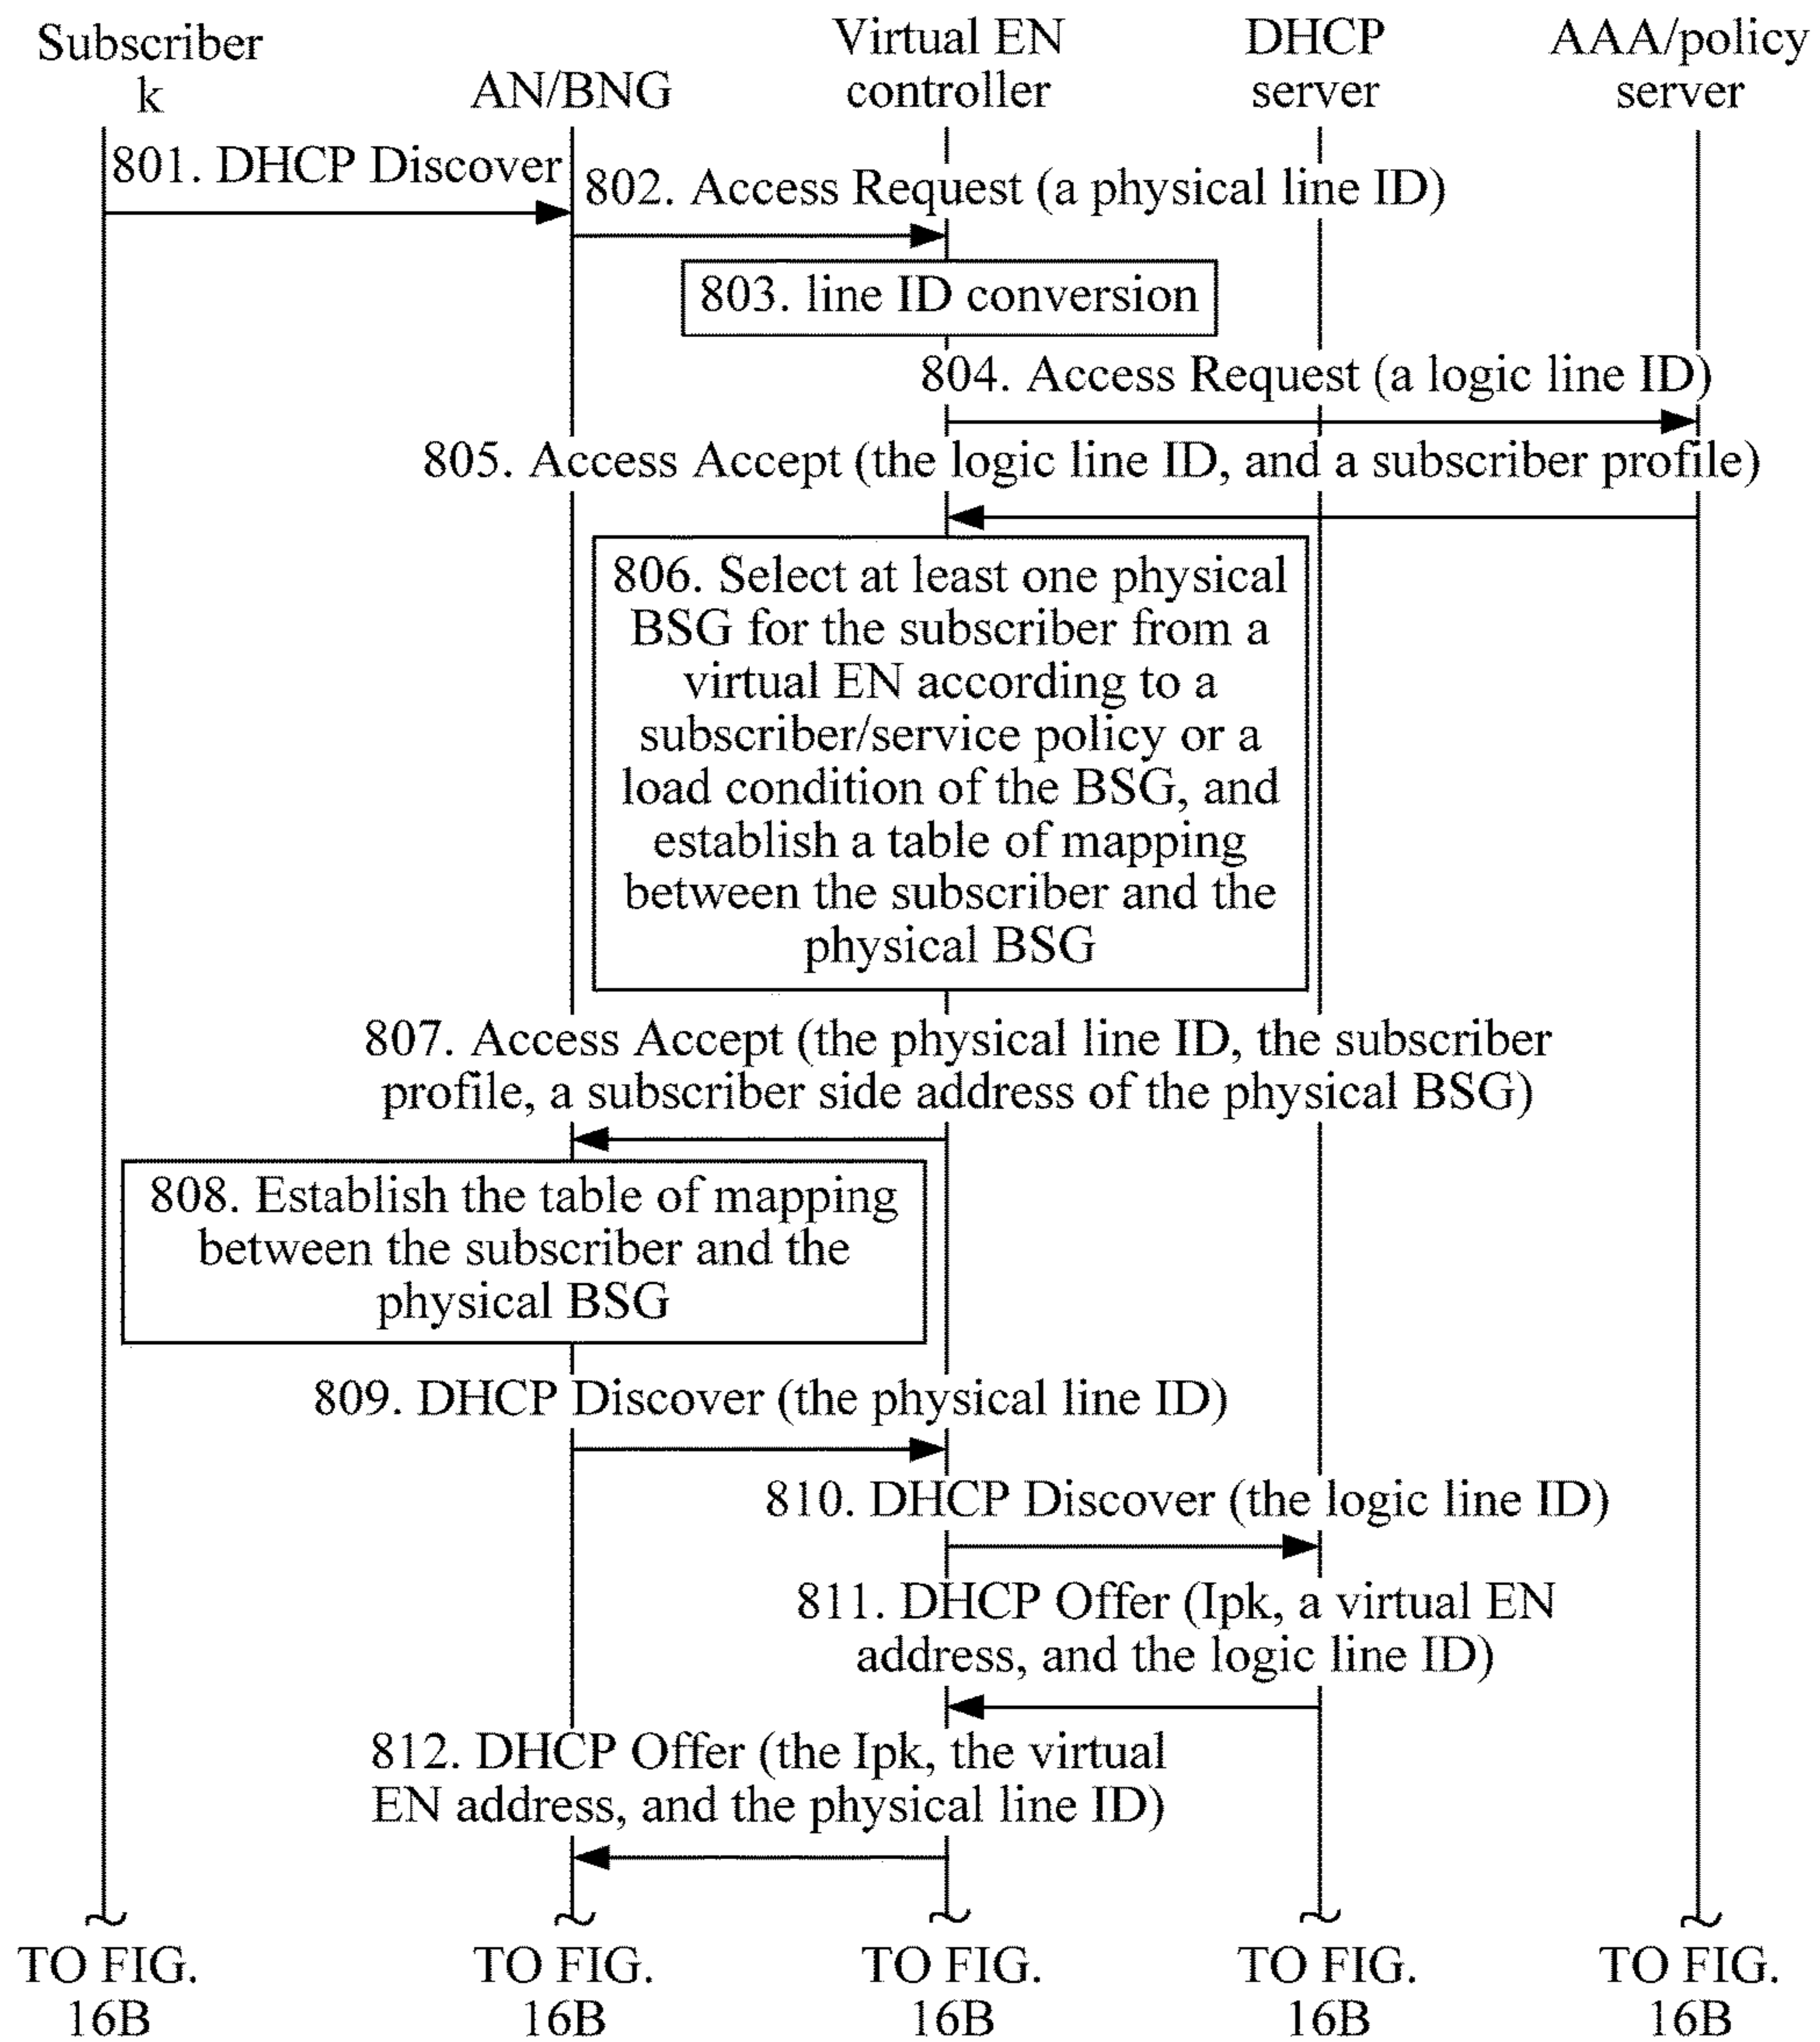 Subscriber
k
AN/BNG
Virtual EN
controller
DHCP
server
AAA/policy
server
801. DHCP Discover
802. Access Request (a physical line ID)
803. line ID conversion
804. Access Request (a logic line ID)
805. Access Accept (the logic line ID, and a subscriber profile)
806. Select at least one physical
BSG for the subscriber from a
virtual EN according to a
subscriber/service policy or a
load condition of the BSG, and
establish a table of mapping
between the subscriber and the
physical BSG
807. Access Accept (the physical line ID, the subscriber
profile, a subscriber side address of the physical BSG)
808. Establish the table of mapping
between the subscriber and the
physical BSG
809. DHCP Discover (the physical line ID)
810. DHCP Discover (the logic line ID)
811. DHCP Offer (Ipk, a virtual EN
address, and the logic line ID)
812. DHCP Offer (the Ipk, the virtual
EN address, and the physical line ID)
TO FIG.
16B
TO FIG.
16B
TO FIG.
16B
TO FIG.
16B
TO FIG.
16B